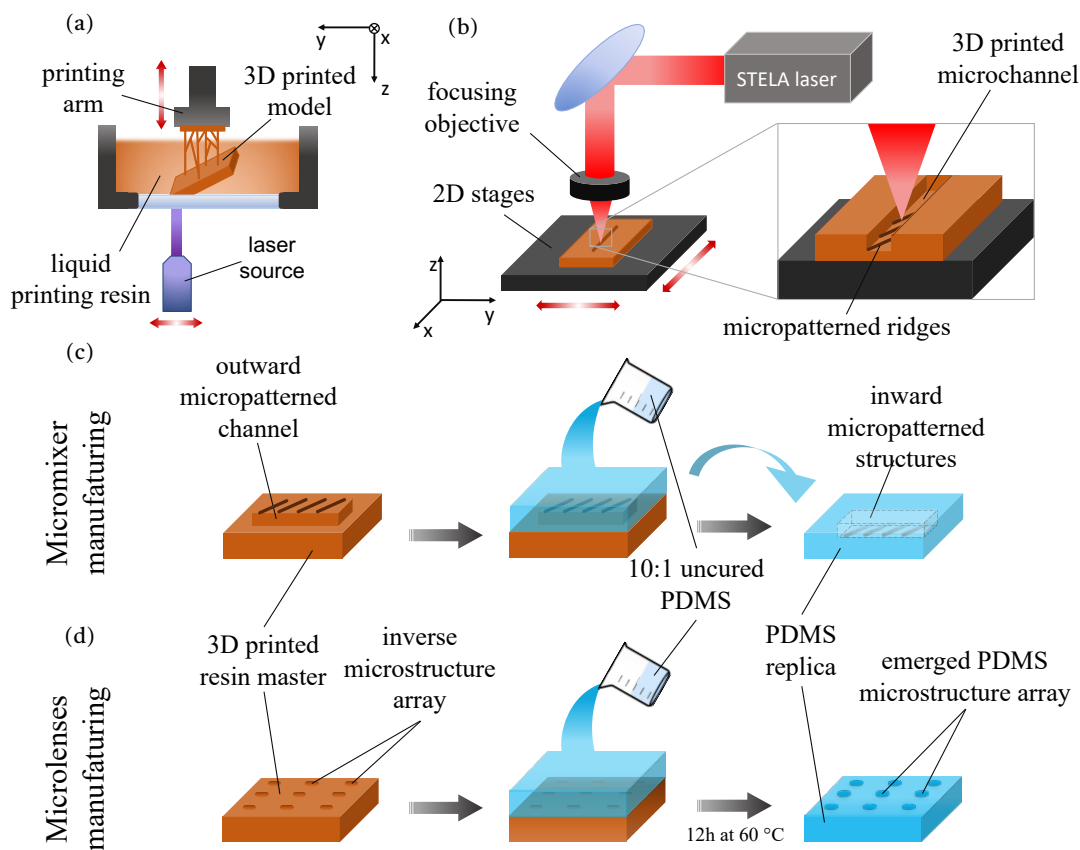 (a)
y
x
z
printing
arm
3D printed
model
liquid
printing resin
laser
source
(b)
STELA laser
focusing
objective
2D stages
3D printed
microchannel
z
y
x
micropatterned ridges
(c)
Micromixer
manufaturing
outward
micropatterned
channel
inward
micropatterned
structures
10:1 uncured
PDMS
3D printed
resin master
PDMS
replica
(d)
Microlenses
manufaturing
inverse
microstructure
array
emerged PDMS
microstructure array
12h at 60 °C